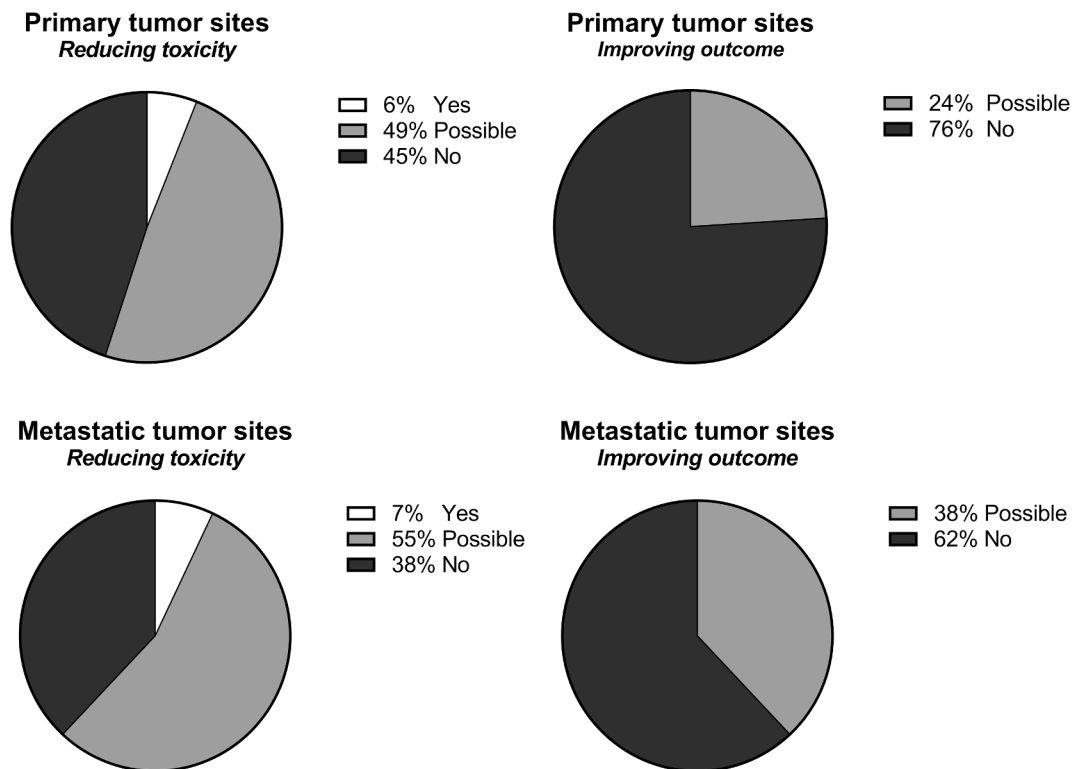 Primary tumor sites
Reducing toxicity
6% Yes
49% Possible
45% No
Primary tumor sites
Improving outcome
24% Possible
76% No
Metastatic tumor sites
Reducing toxicity
7% Yes
55% Possible
38% No
Metastatic tumor sites
Improving outcome
38% Possible
62% No